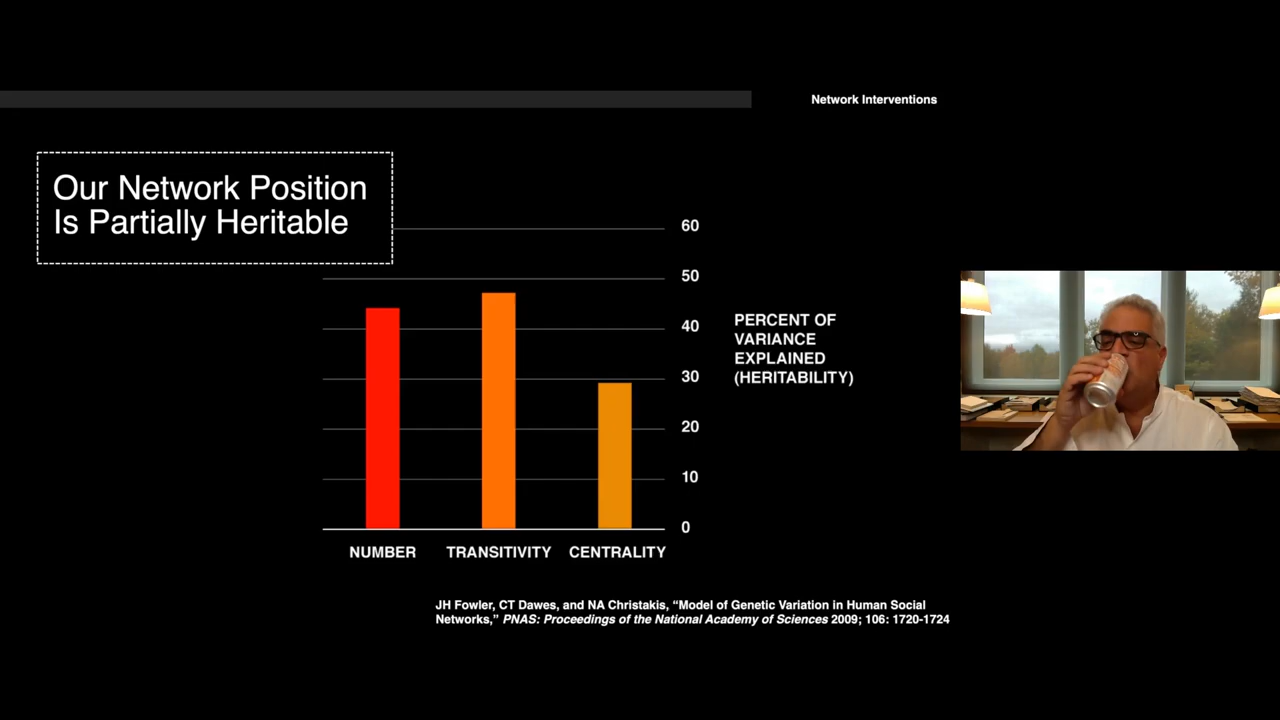 Network Interventions
Our Network Position
Is Partially Heritable
60
50
40
30
20
10
0
PERCENT OF
VARIANCE
EXPLAINED
(HERITABILITY)
NUMBER TRANSITIVITY CENTRALITY
JH Fowler, CT Dawes, and NA Christakis, “Model of Genetic Variation in Human Social
Networks,” PNAS: Proceedings of the National Academy of Sciences 2009; 106: 1720-1724